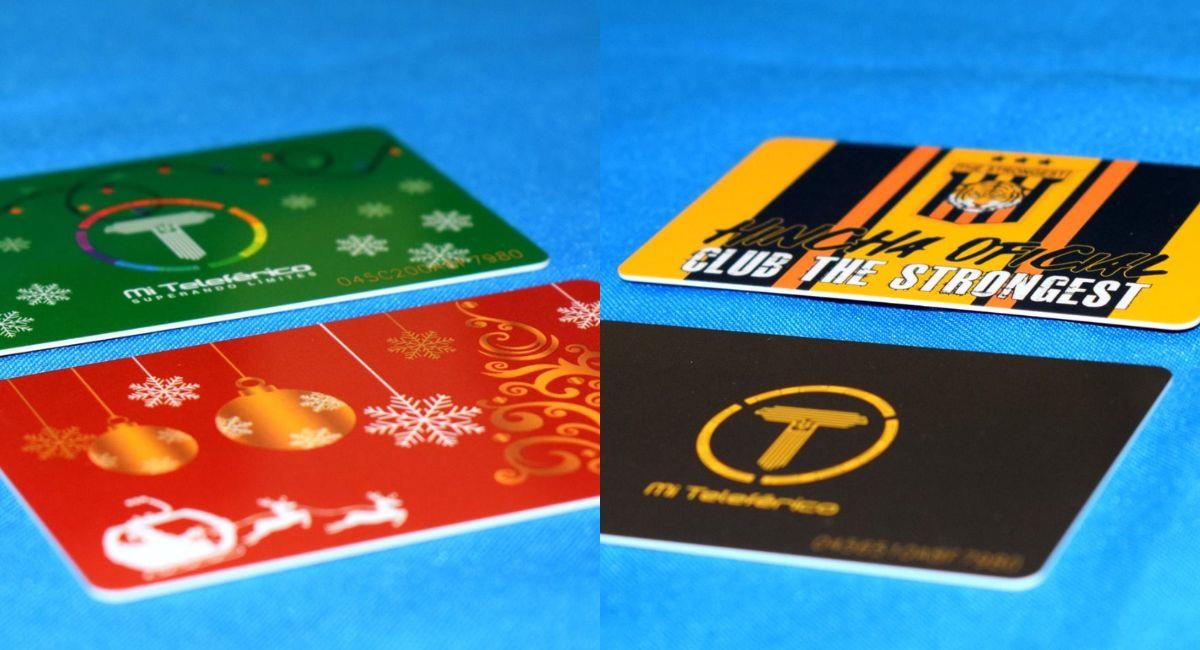 Mi Teleférico
SUPERANDO LIMITES
THE STRONGEST
HINCHA OFICIAL
CLUB THE STRONGEST
Mi Teleférico